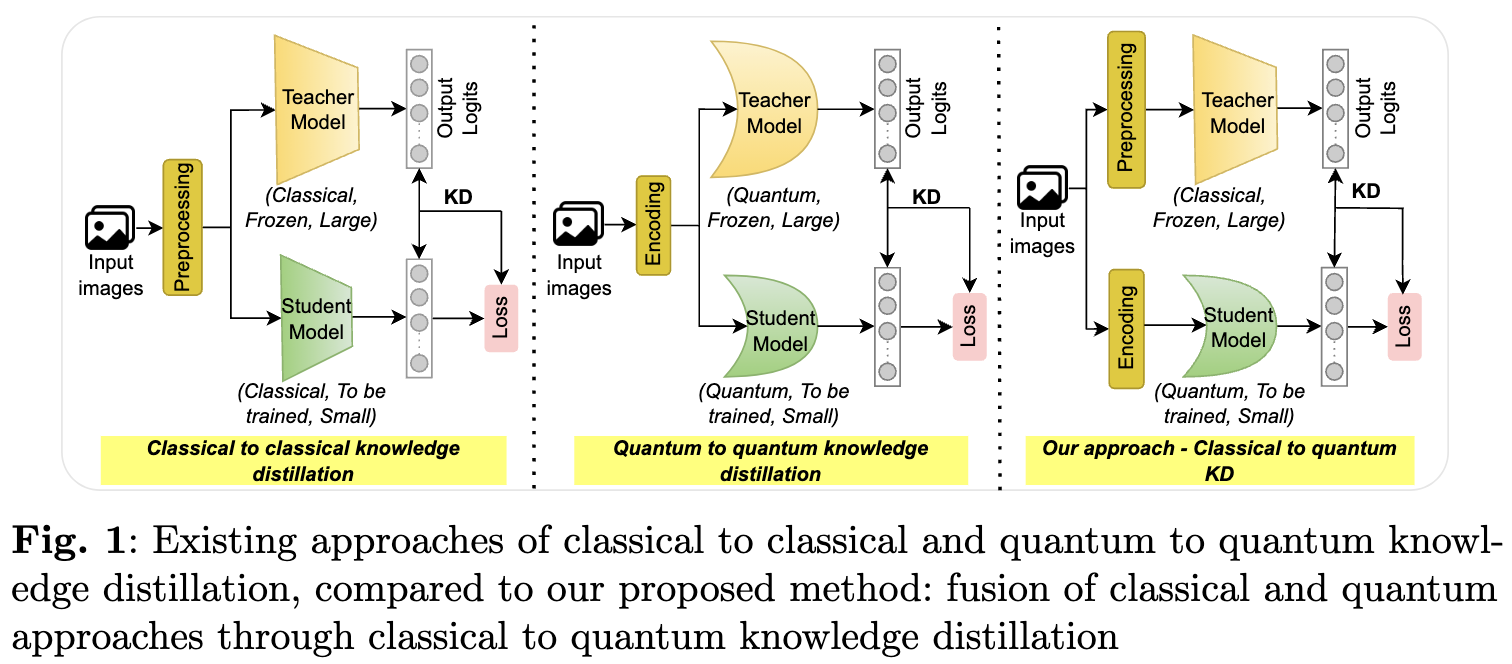 Input
images
Preprocessing
Teacher
Model
(Classical,
Frozen, Large)
Output
Logits
KD
Student
Model
(Classical, To be
trained, Small)
Loss
Classical to classical knowledge
distillation
Input
images
Encoding
Teacher
Model
(Quantum,
Frozen, Large)
Output
Logits
KD
Student
Model
(Quantum, To be
trained, Small)
Loss
Quantum to quantum knowledge
distillation
Input
images
Preprocessing
Teacher
Model
(Classical,
Frozen, Large)
Output
Logits
KD
Encoding
Student
Model
(Quantum, To be
trained, Small)
Loss
Our approach - Classical to quantum
KD
Fig. 1: Existing approaches of classical to classical and quantum to quantum knowl-
edge distillation, compared to our proposed method: fusion of classical and quantum
approaches through classical to quantum knowledge distillation